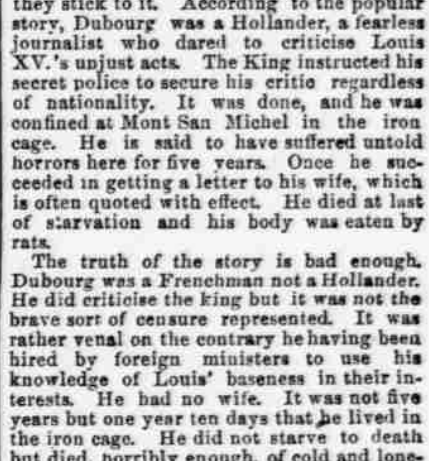 they stick to it. According to the popular
story, Dubourg was a Hollander, a fearless
journalist who dared to criticise Louis
XV.'s unjust acts. The King instructed his
secret police to secure his critic regardless
of nationality. It was done, and he was
confined at Mont San Michel in the iron
cage. He is said to have suffered untold
horrors here for five years. Once he suc-
ceeded in getting a letter to his wife, which
is often quoted with effect. He died at last
of starvation and his body was eaten by
rats.
The truth of the story is bad enough.
Dubourg was a Frenchman not a Hollander.
He did criticise the king but it was not the
brave sort of censure represented. It was
rather venal on the contrary he having been
hired by foreign ministers to use his
knowledge of Louis' baseness in their in-
terests. He had no wife. It was not five
years but one year ten days that he lived in
the iron cage. He did not starve to death
but died, horribly enough, of cold and lone-